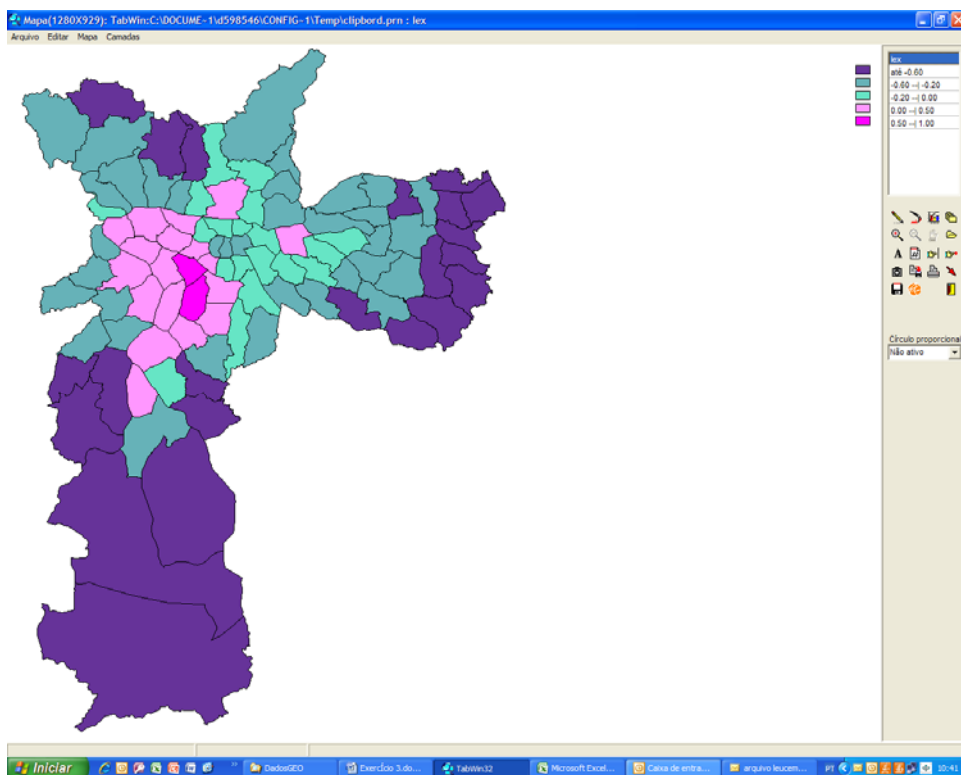 Mapa(1280X929): TabWin:C:\DOCUME~1\d598546\CONFIG~1\Temp\clipbord.prn : Iex
Arquivo Editar Mapa Camadas
Iex
até -0.60
-0.60 --| -0.20
-0.20 --| 0.00
0.00 --| 0.50
0.50 --| 1.00
Círculo proporcional
Não ativo
Iniciar
DadosGEO
Exercício 3.do...
TabWin32
Microsoft Excel...
Caixa de entra...
arquivo leucem...
PT
10:41